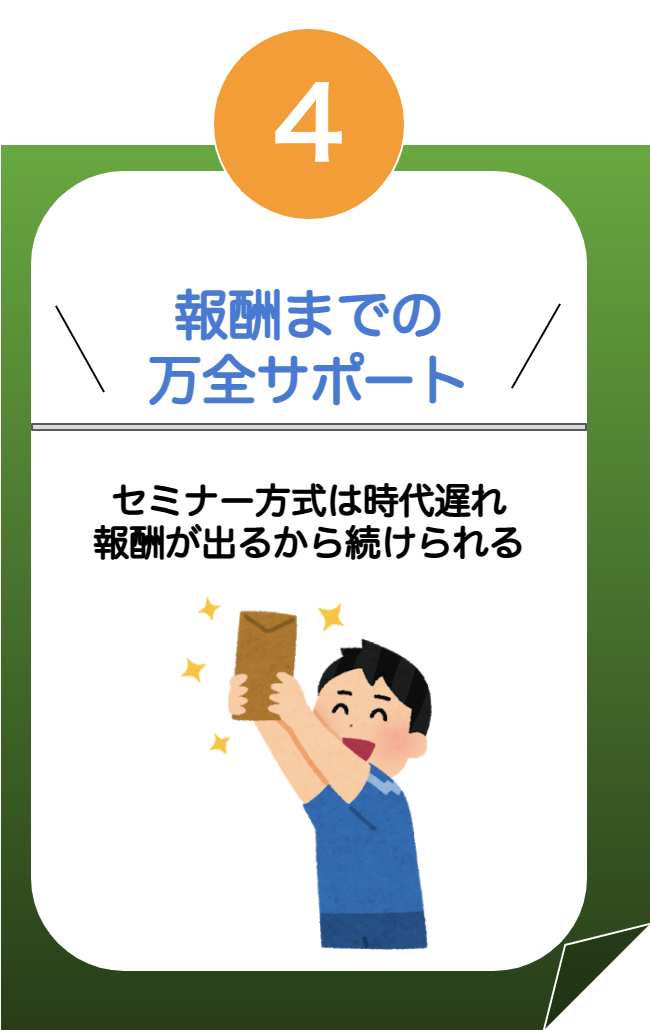 4
報酬までの
万全サポート
セミナー方式は時代遅れ
報酬が出るから続けられる